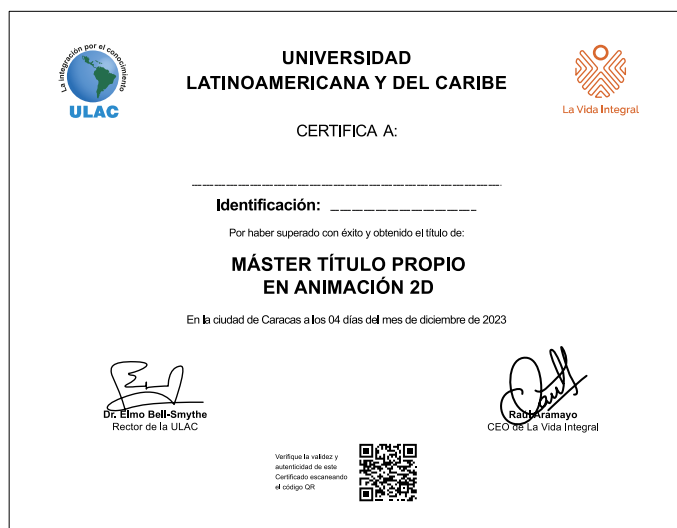 La integración por el conocimiento
ULAC
UNIVERSIDAD
LATINOAMERICANA Y DEL CARIBE
La Vida Integral
CERTIFICA A:
Identificación:
Por haber superado con éxito y obtenido el título de:
MÁSTER TÍTULO PROPIO
EN ANIMACIÓN 2D
En la ciudad de Caracas a los 04 días del mes de diciembre de 2023
Dr. Elmo Bell-Smythe
Rector de la ULAC
Raúl Aramayo
CEO de La Vida Integral
Verifique la validez y
autenticidad de este
Certificado escaneando
el código QR